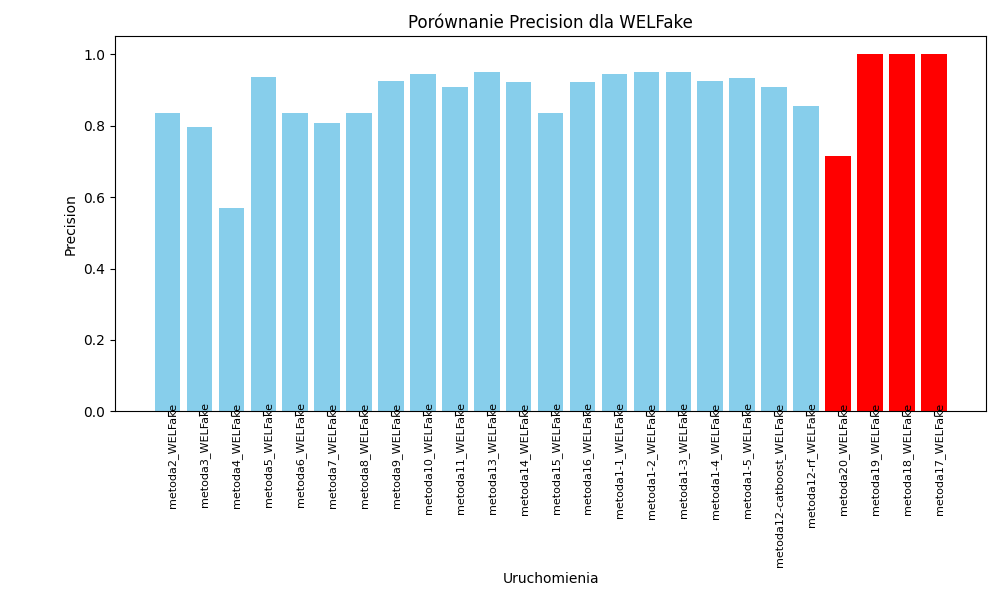 Porównanie Precision dla WELFake
Precision
1.0
0.8
0.6
0.4
0.2
0.0
metoda2_WELFake
metoda3_WELFake
metoda4_WELFake
metoda5_WELFake
metoda6_WELFake
metoda7_WELFake
metoda8_WELFake
metoda9_WELFake
metoda10_WELFake
metoda11_WELFake
metoda13_WELFake
metoda14_WELFake
metoda15_WELFake
metoda16_WELFake
metoda1-1_WELFake
metoda1-2_WELFake
metoda1-3_WELFake
metoda1-4_WELFake
metoda1-5_WELFake
metoda12-catboost_WELFake
metoda12-rf_WELFake
metoda20_WELFake
metoda19_WELFake
metoda18_WELFake
metoda17_WELFake
Uruchomienia